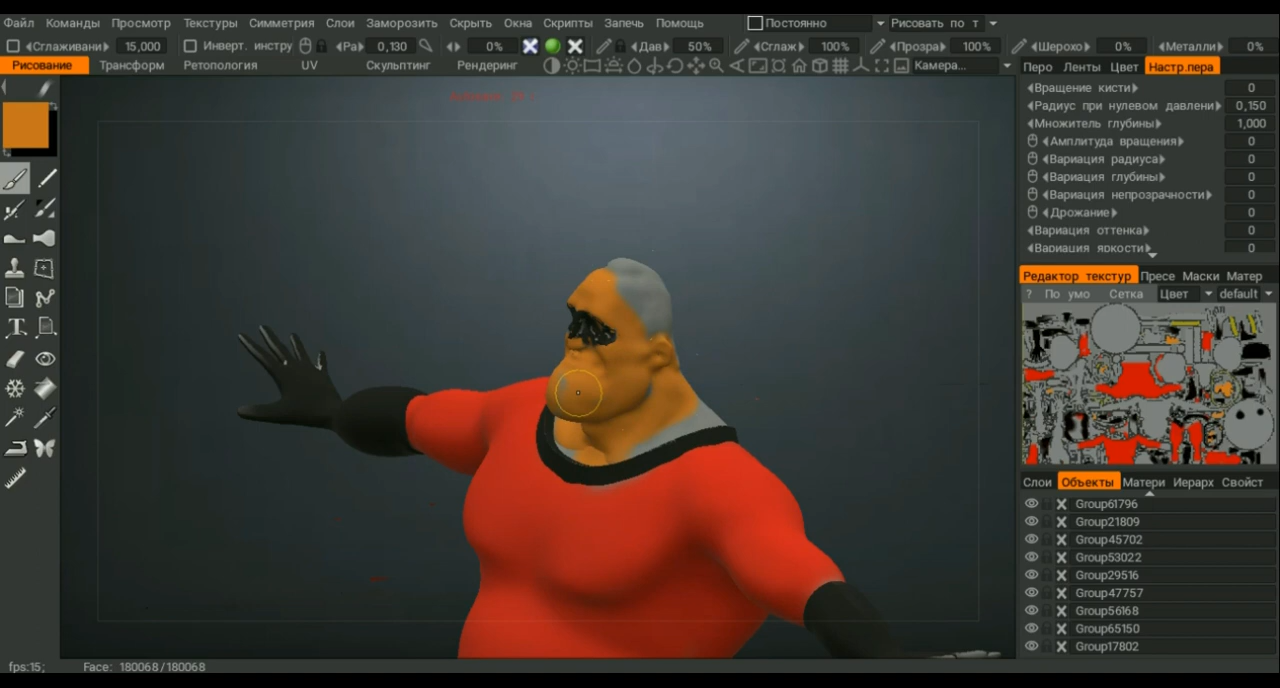 Файл Команды Просмотр Текстуры Симметрия Слои Заморозить Скрыть Окна Скрипты Запечь Помощь Постоянно Рисовать по т
Сглаживани 15,000 Инверт. инстру Ра 0,130 0% Дав 50% Сглаж 100% Прозра 100% Шерохо 0% Металли 0%
Рисование Трансформ Ретопология UV Скульптинг Рендеринг Камера...
Перо Ленты Цвет Настр.пера
Вращение кисти 0
Радиус при нулевом давлени 0,150
Множитель глубины 1,000
Амплитуда вращения 0
Вариация радиуса 0
Вариация глубины 0
Вариация непрозрачности 0
Дрожание 0
Вариация оттенка 0
Вариация яркости 0
Редактор текстур Пресе Маски Матер
? По умо Сетка Цвет default
Слои Объекты Матери Иерарх Свойст
Group61796
Group21809
Group45702
Group53022
Group29516
Group47757
Group56168
Group65150
Group17802
fps:15; Face: 180068/180068